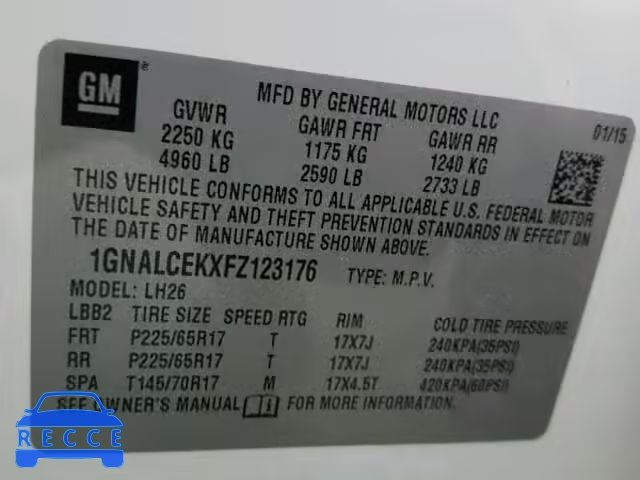 GM ®
MFD BY GENERAL MOTORS LLC
01/15
GVWR GAWR FRT GAWR RR
2250 KG 1175 KG 1240 KG
4960 LB 2590 LB 2733 LB
THIS VEHICLE CONFORMS TO ALL APPLICABLE U.S. FEDERAL MOTOR
VEHICLE SAFETY AND THEFT PREVENTION STANDARDS IN EFFECT ON
THE DATE OF MANUFACTURE SHOWN ABOVE.
1GNALCEKXFZ123176 TYPE: M.P.V.
MODEL: LH26
LBB2 TIRE SIZE SPEED RTG RIM COLD TIRE PRESSURE
FRT P225/65R17 T 17X7J 240KPA(35PSI)
RR P225/65R17 T 17X7J 240KPA(35PSI)
SPA T145/70R17 M 17X4.5T 420KPA(60PSI)
SEE OWNER'S MANUAL FOR MORE INFORMATION.